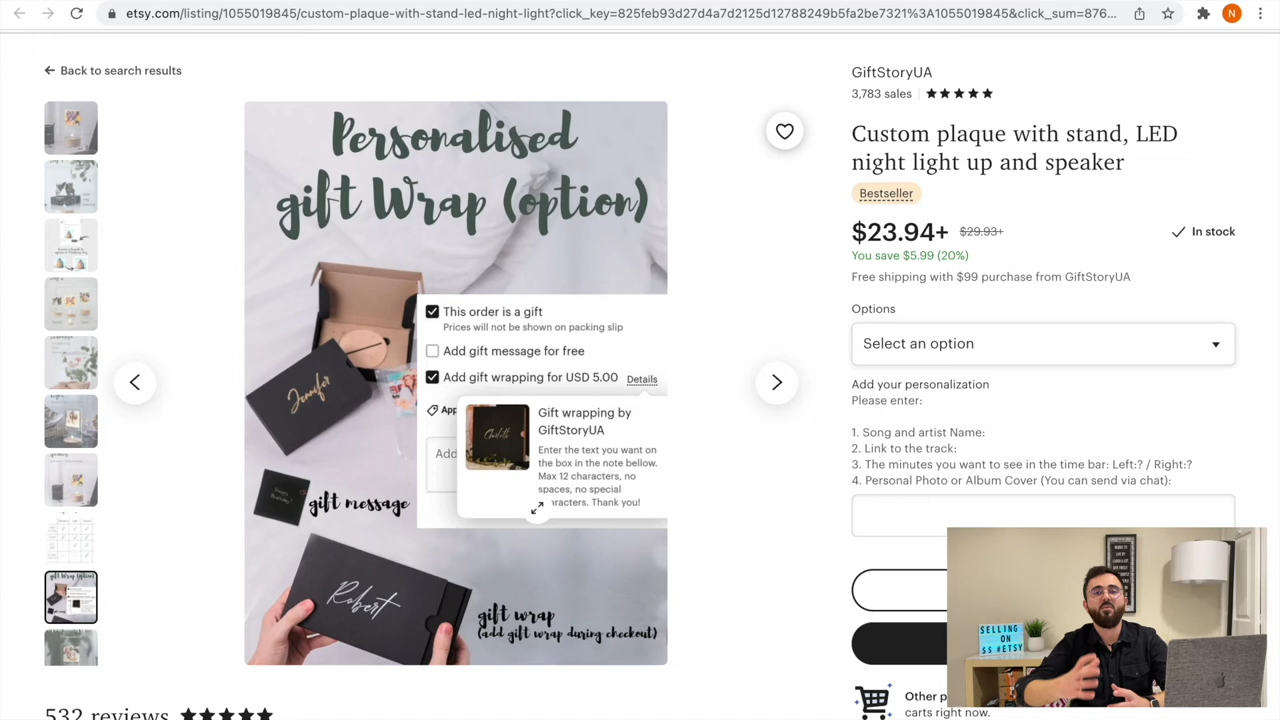 etsy.com/listing/1055019845/custom-plaque-with-stand-led-night-light?click_key=825feb93d27d4a7d2125d12788249b5fa2be7321%3A1055019845&click_sum=876...
N
Back to search results
Personalised
gift Wrap (option)
This order is a gift
Prices will not be shown on packing slip
Add gift message for free
Add gift wrapping for USD 5.00 Details
App
Gift wrapping by
GiftStoryUA
Add
Enter the text you want on
the box in the note bellow.
Max 12 characters, no
spaces, no special
aracters. Thank you!
Jennifer
Charlotte
gift message
Robert
gift wrap
(add gift wrap during checkout)
532 reviews
GiftStoryUA
3,783 sales
Custom plaque with stand, LED
night light up and speaker
Bestseller
$23.94+ $29.93+
In stock
You save $5.99 (20%)
Free shipping with $99 purchase from GiftStoryUA
Options
Select an option
Add your personalization
Please enter:
1. Song and artist Name:
2. Link to the track:
3. The minutes you want to see in the time bar: Left:? / Right:?
4. Personal Photo or Album Cover (You can send via chat):
SELLING
ON
$$ #ETSY
Other p
carts right now.